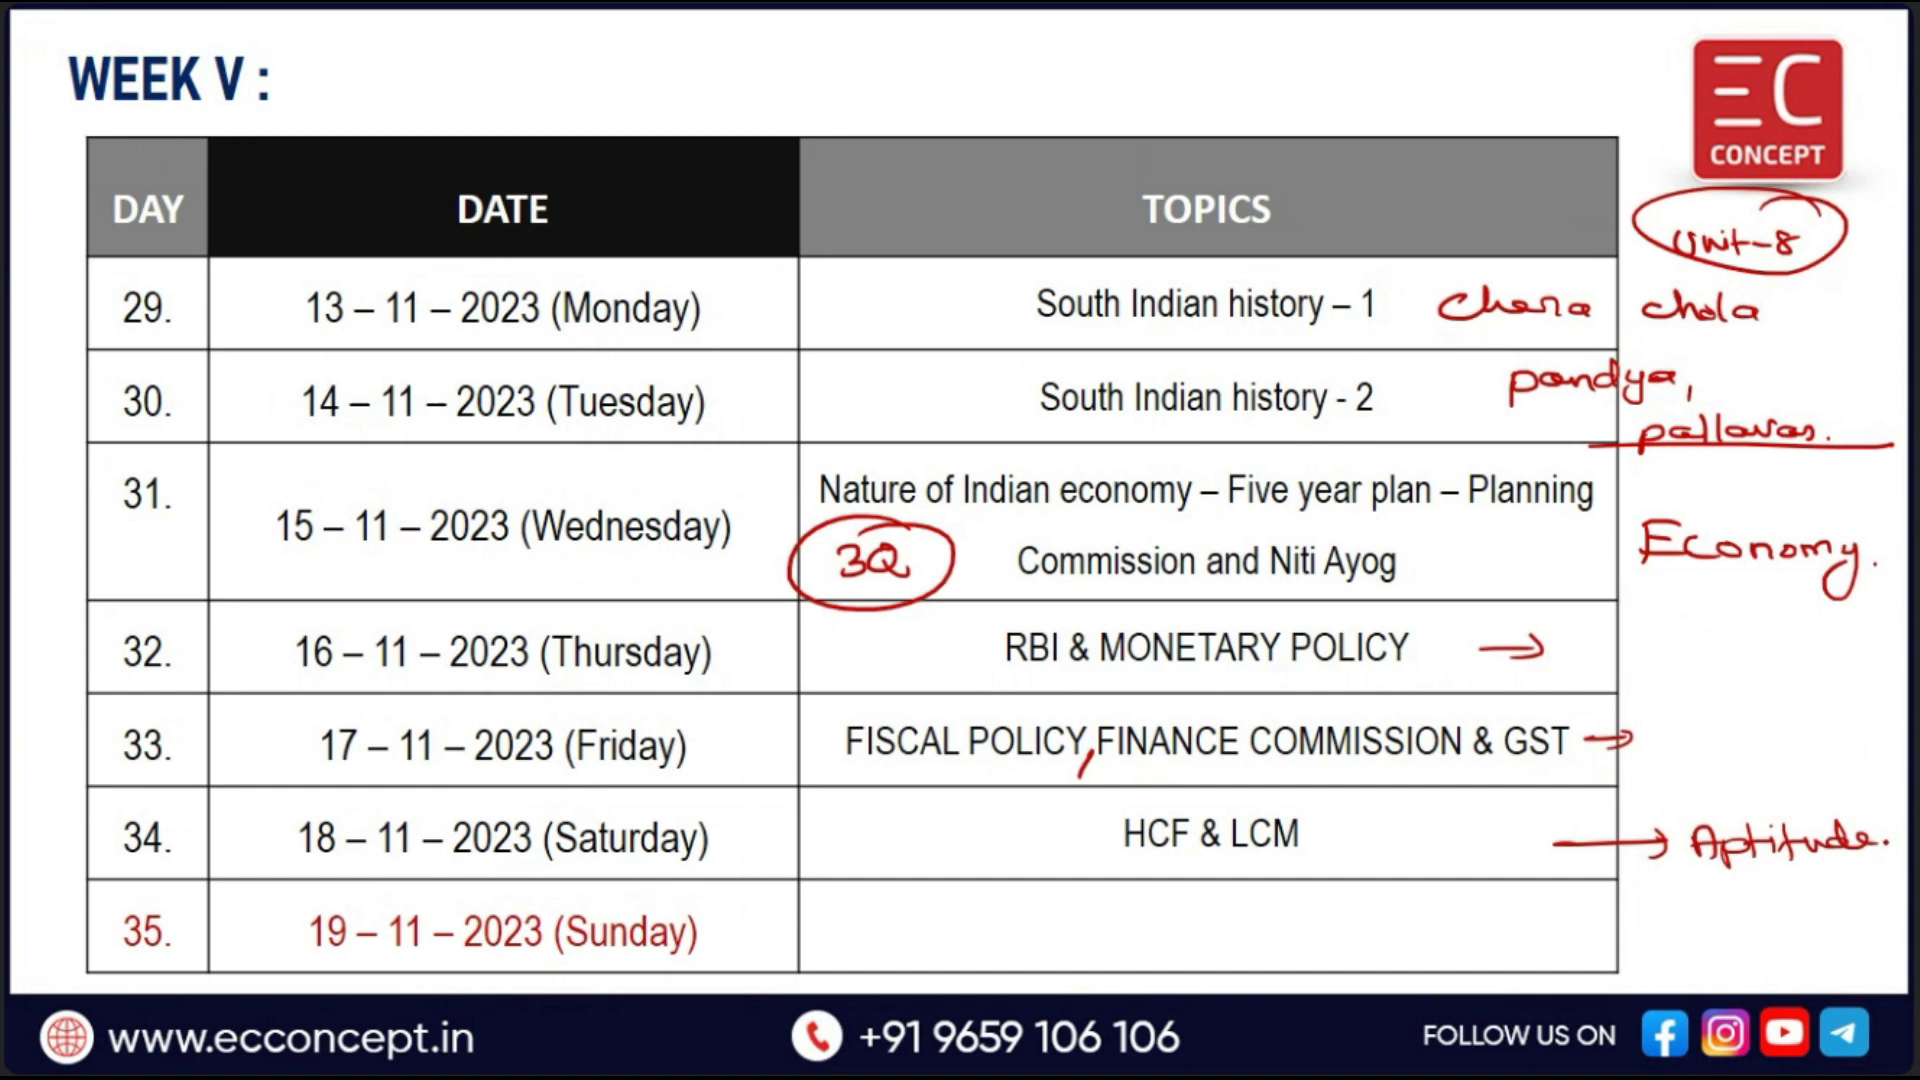 WEEK V :
EC
CONCEPT
Unit-8
DAY DATE TOPICS
29. 13 – 11 – 2023 (Monday) South Indian history – 1 Chera chola
30. 14 – 11 – 2023 (Tuesday) South Indian history - 2 pandya,
pallavas.
31. 15 – 11 – 2023 (Wednesday) Nature of Indian economy – Five year plan – Planning
3Q Commission and Niti Ayog Economy.
32. 16 – 11 – 2023 (Thursday) RBI & MONETARY POLICY
33. 17 – 11 – 2023 (Friday) FISCAL POLICY,FINANCE COMMISSION & GST
34. 18 – 11 – 2023 (Saturday) HCF & LCM → Aptitude.
35. 19 – 11 – 2023 (Sunday)
www.ecconcept.in +91 9659 106 106 FOLLOW US ON